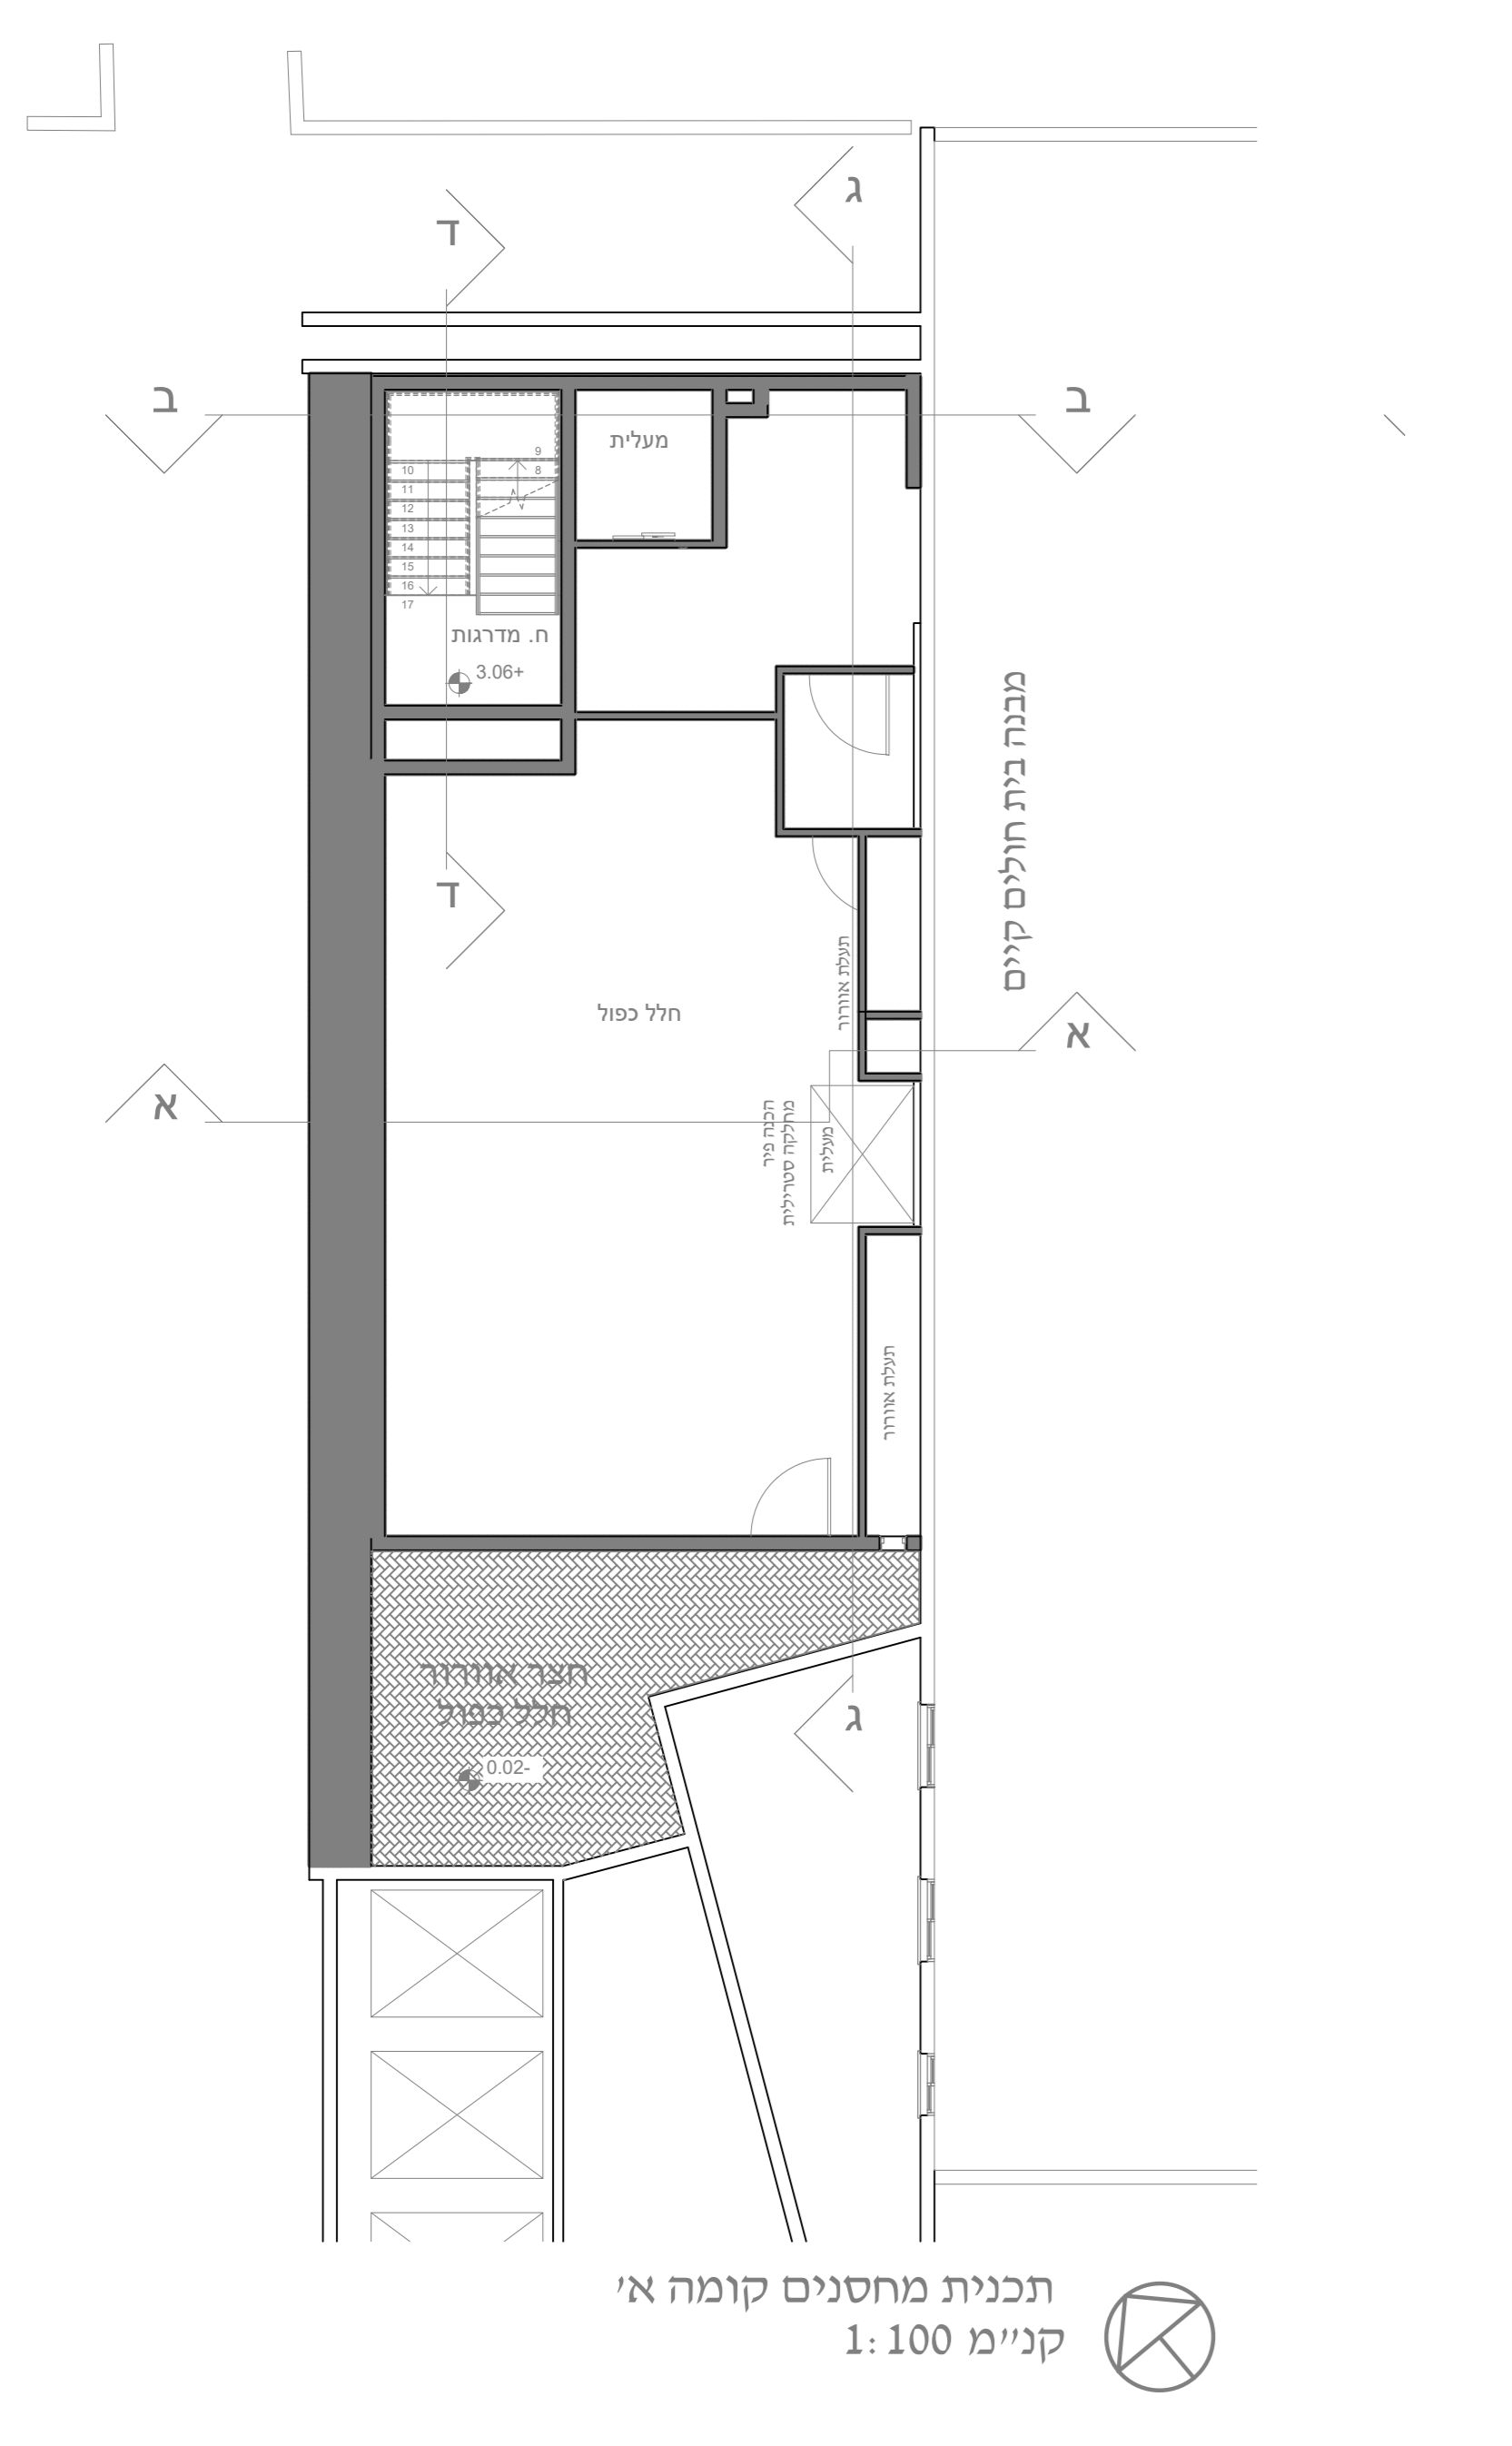 ג
ד
ב
ב
מעלית
9
8
10
11
12
13
14
15
16
17
ח. מדרגות
3.06+
מבנה בית חולים קיים
ד
תעלת אוורור
חלל כפול
א
א
הכנה פיר
מחלקה סטרילית
מעלית
תעלת אוורור
חצר אוורור
חלל כפול
0.02-
ג
תכנית מחסנים קומה א'
קנ"מ 1:100